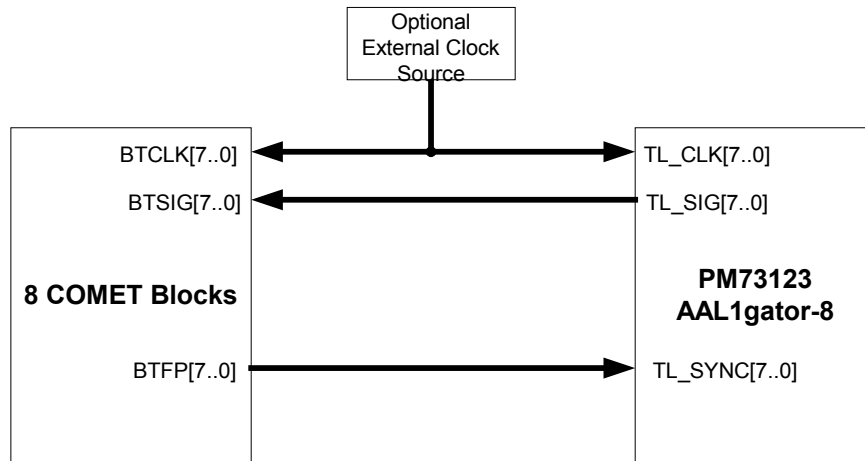 Optional
External Clock
Source
BTCLK[7..0]
TL_CLK[7..0]
BTSIG[7..0]
TL_SIG[7..0]
8 COMET Blocks
PM73123
AAL1gator-8
BTFP[7..0]
TL_SYNC[7..0]